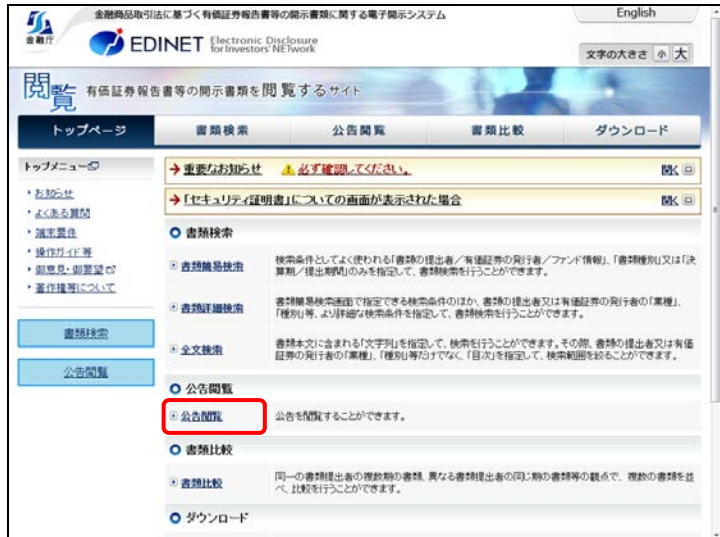 金融商品取引法に基づく有価証券報告書等の開示書類に関する電子開示システム
English
金融庁
EDINET Electronic Disclosure
for Investors' NETwork
文字の大きさ 小 大
閲覧 有価証券報告書等の開示書類を閲覧するサイト
トップページ 書類検索 公告閲覧 書類比較 ダウンロード
トップメニュー
重要なお知らせ 必ず確認してください。 開く
・お知らせ
・よくある質問
・端末要件
・操作ガイド等
・御意見・御要望
・著作権等について
書類検索
公告閲覧
「セキュリティ証明書」についての画面が表示された場合 開く
書類検索
書類簡易検索
検索条件としてよく使われる「書類の提出者/有価証券の発行者/ファンド情報」、「書類種別」又は「決
算期/提出期間」のみを指定して、書類検索を行うことができます。
書類詳細検索
書類簡易検索画面で指定できる検索条件のほか、書類の提出者又は有価証券の発行者の「業種」、
「種別」等、より詳細な検索条件を指定して、書類検索を行うことができます。
全文検索
書類本文に含まれる「文字列」を指定して、検索を行うことができます。その際、書類の提出者又は有価
証券の発行者の「業種」、「種別」等だけでなく、「目次」を指定して、検索範囲を絞ることができます。
公告閲覧
公告閲覧
公告を閲覧することができます。
書類比較
書類比較
同一の書類提出者の複数期の書類、異なる書類提出者の同じ期の書類等の観点で、複数の書類を並
べ、比較を行うことができます。
ダウンロード